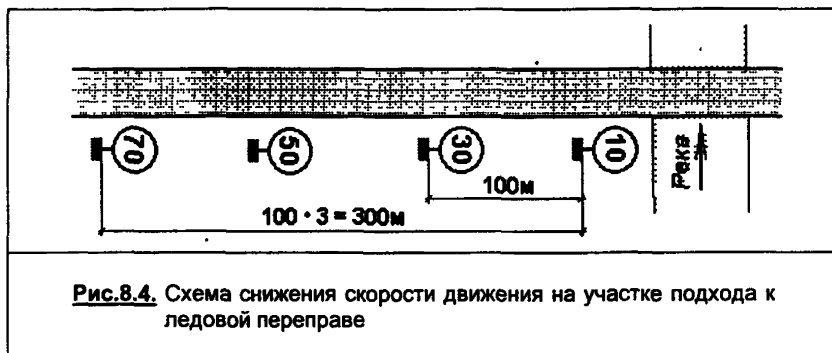 70 50 30 10
Река
100м
100 · 3 = 300м
Рис.8.4. Схема снижения скорости движения на участке подхода к
ледовой переправе